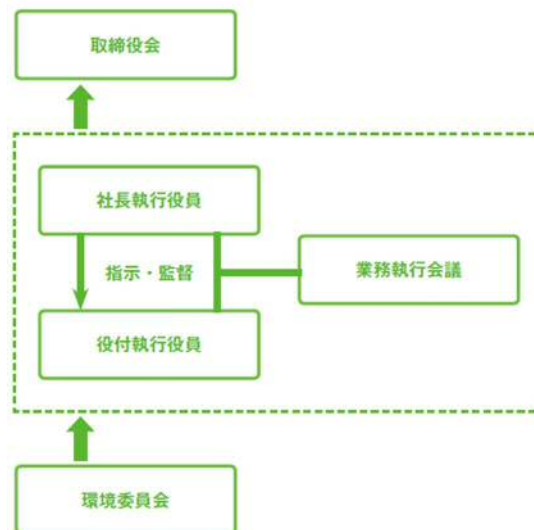 取締役会
社長執行役員
指示・監督
業務執行会議
役付執行役員
環境委員会